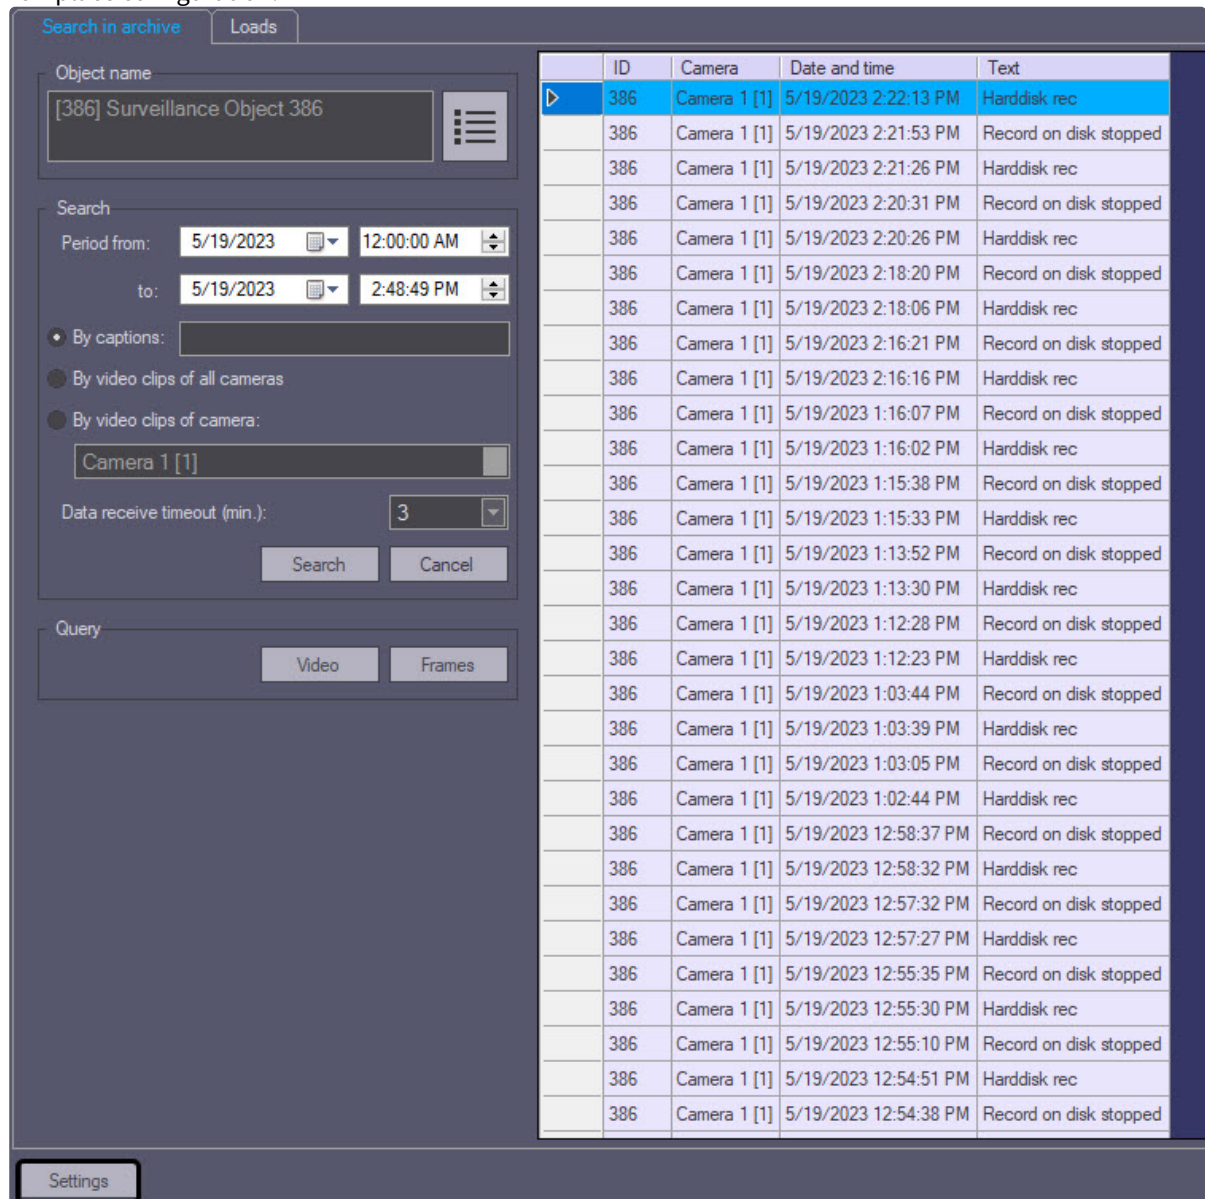 Search in archive Loads
Object name
[386] Surveillance Object 386
Search
Period from: 5/19/2023 12:00:00 AM
to: 5/19/2023 2:48:49 PM
By captions:
By video clips of all cameras
By video clips of camera:
Camera 1 [1]
Data receive timeout (min.): 3
Search Cancel
Query
Video Frames
ID Camera Date and time Text
386 Camera 1 [1] 5/19/2023 2:22:13 PM Harddisk rec
386 Camera 1 [1] 5/19/2023 2:21:53 PM Record on disk stopped
386 Camera 1 [1] 5/19/2023 2:21:26 PM Harddisk rec
386 Camera 1 [1] 5/19/2023 2:20:31 PM Record on disk stopped
386 Camera 1 [1] 5/19/2023 2:20:26 PM Harddisk rec
386 Camera 1 [1] 5/19/2023 2:18:20 PM Record on disk stopped
386 Camera 1 [1] 5/19/2023 2:18:06 PM Harddisk rec
386 Camera 1 [1] 5/19/2023 2:16:21 PM Record on disk stopped
386 Camera 1 [1] 5/19/2023 2:16:16 PM Harddisk rec
386 Camera 1 [1] 5/19/2023 1:16:07 PM Record on disk stopped
386 Camera 1 [1] 5/19/2023 1:16:02 PM Harddisk rec
386 Camera 1 [1] 5/19/2023 1:15:38 PM Record on disk stopped
386 Camera 1 [1] 5/19/2023 1:15:33 PM Harddisk rec
386 Camera 1 [1] 5/19/2023 1:13:52 PM Record on disk stopped
386 Camera 1 [1] 5/19/2023 1:13:30 PM Harddisk rec
386 Camera 1 [1] 5/19/2023 1:12:28 PM Record on disk stopped
386 Camera 1 [1] 5/19/2023 1:12:23 PM Harddisk rec
386 Camera 1 [1] 5/19/2023 1:03:44 PM Record on disk stopped
386 Camera 1 [1] 5/19/2023 1:03:39 PM Harddisk rec
386 Camera 1 [1] 5/19/2023 1:03:05 PM Record on disk stopped
386 Camera 1 [1] 5/19/2023 1:02:44 PM Harddisk rec
386 Camera 1 [1] 5/19/2023 12:58:37 PM Record on disk stopped
386 Camera 1 [1] 5/19/2023 12:58:32 PM Harddisk rec
386 Camera 1 [1] 5/19/2023 12:57:32 PM Record on disk stopped
386 Camera 1 [1] 5/19/2023 12:57:27 PM Harddisk rec
386 Camera 1 [1] 5/19/2023 12:55:35 PM Record on disk stopped
386 Camera 1 [1] 5/19/2023 12:55:30 PM Harddisk rec
386 Camera 1 [1] 5/19/2023 12:55:10 PM Record on disk stopped
386 Camera 1 [1] 5/19/2023 12:54:51 PM Harddisk rec
386 Camera 1 [1] 5/19/2023 12:54:38 PM Record on disk stopped
Settings